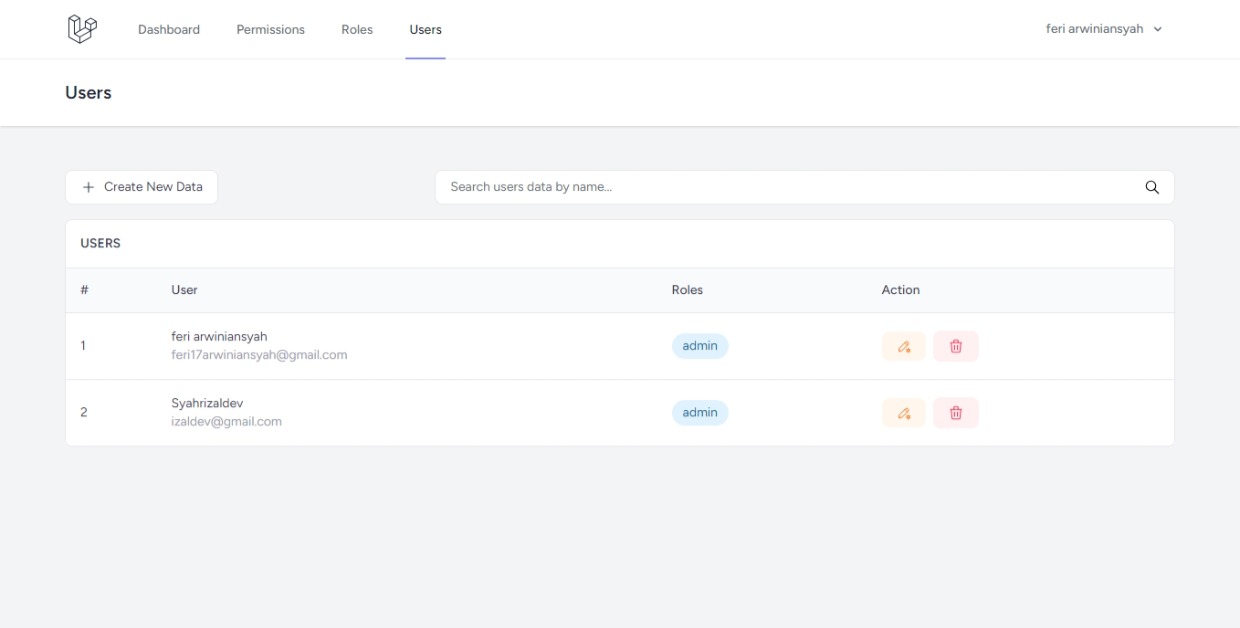 Dashboard Permissions Roles Users feri arwiniansyah
Users
Create New Data Search users data by name...
USERS
# User Roles Action
1 feri arwiniansyah admin
feri17arwiniansyah@gmail.com
2 Syahrizaldev admin
izaldev@gmail.com